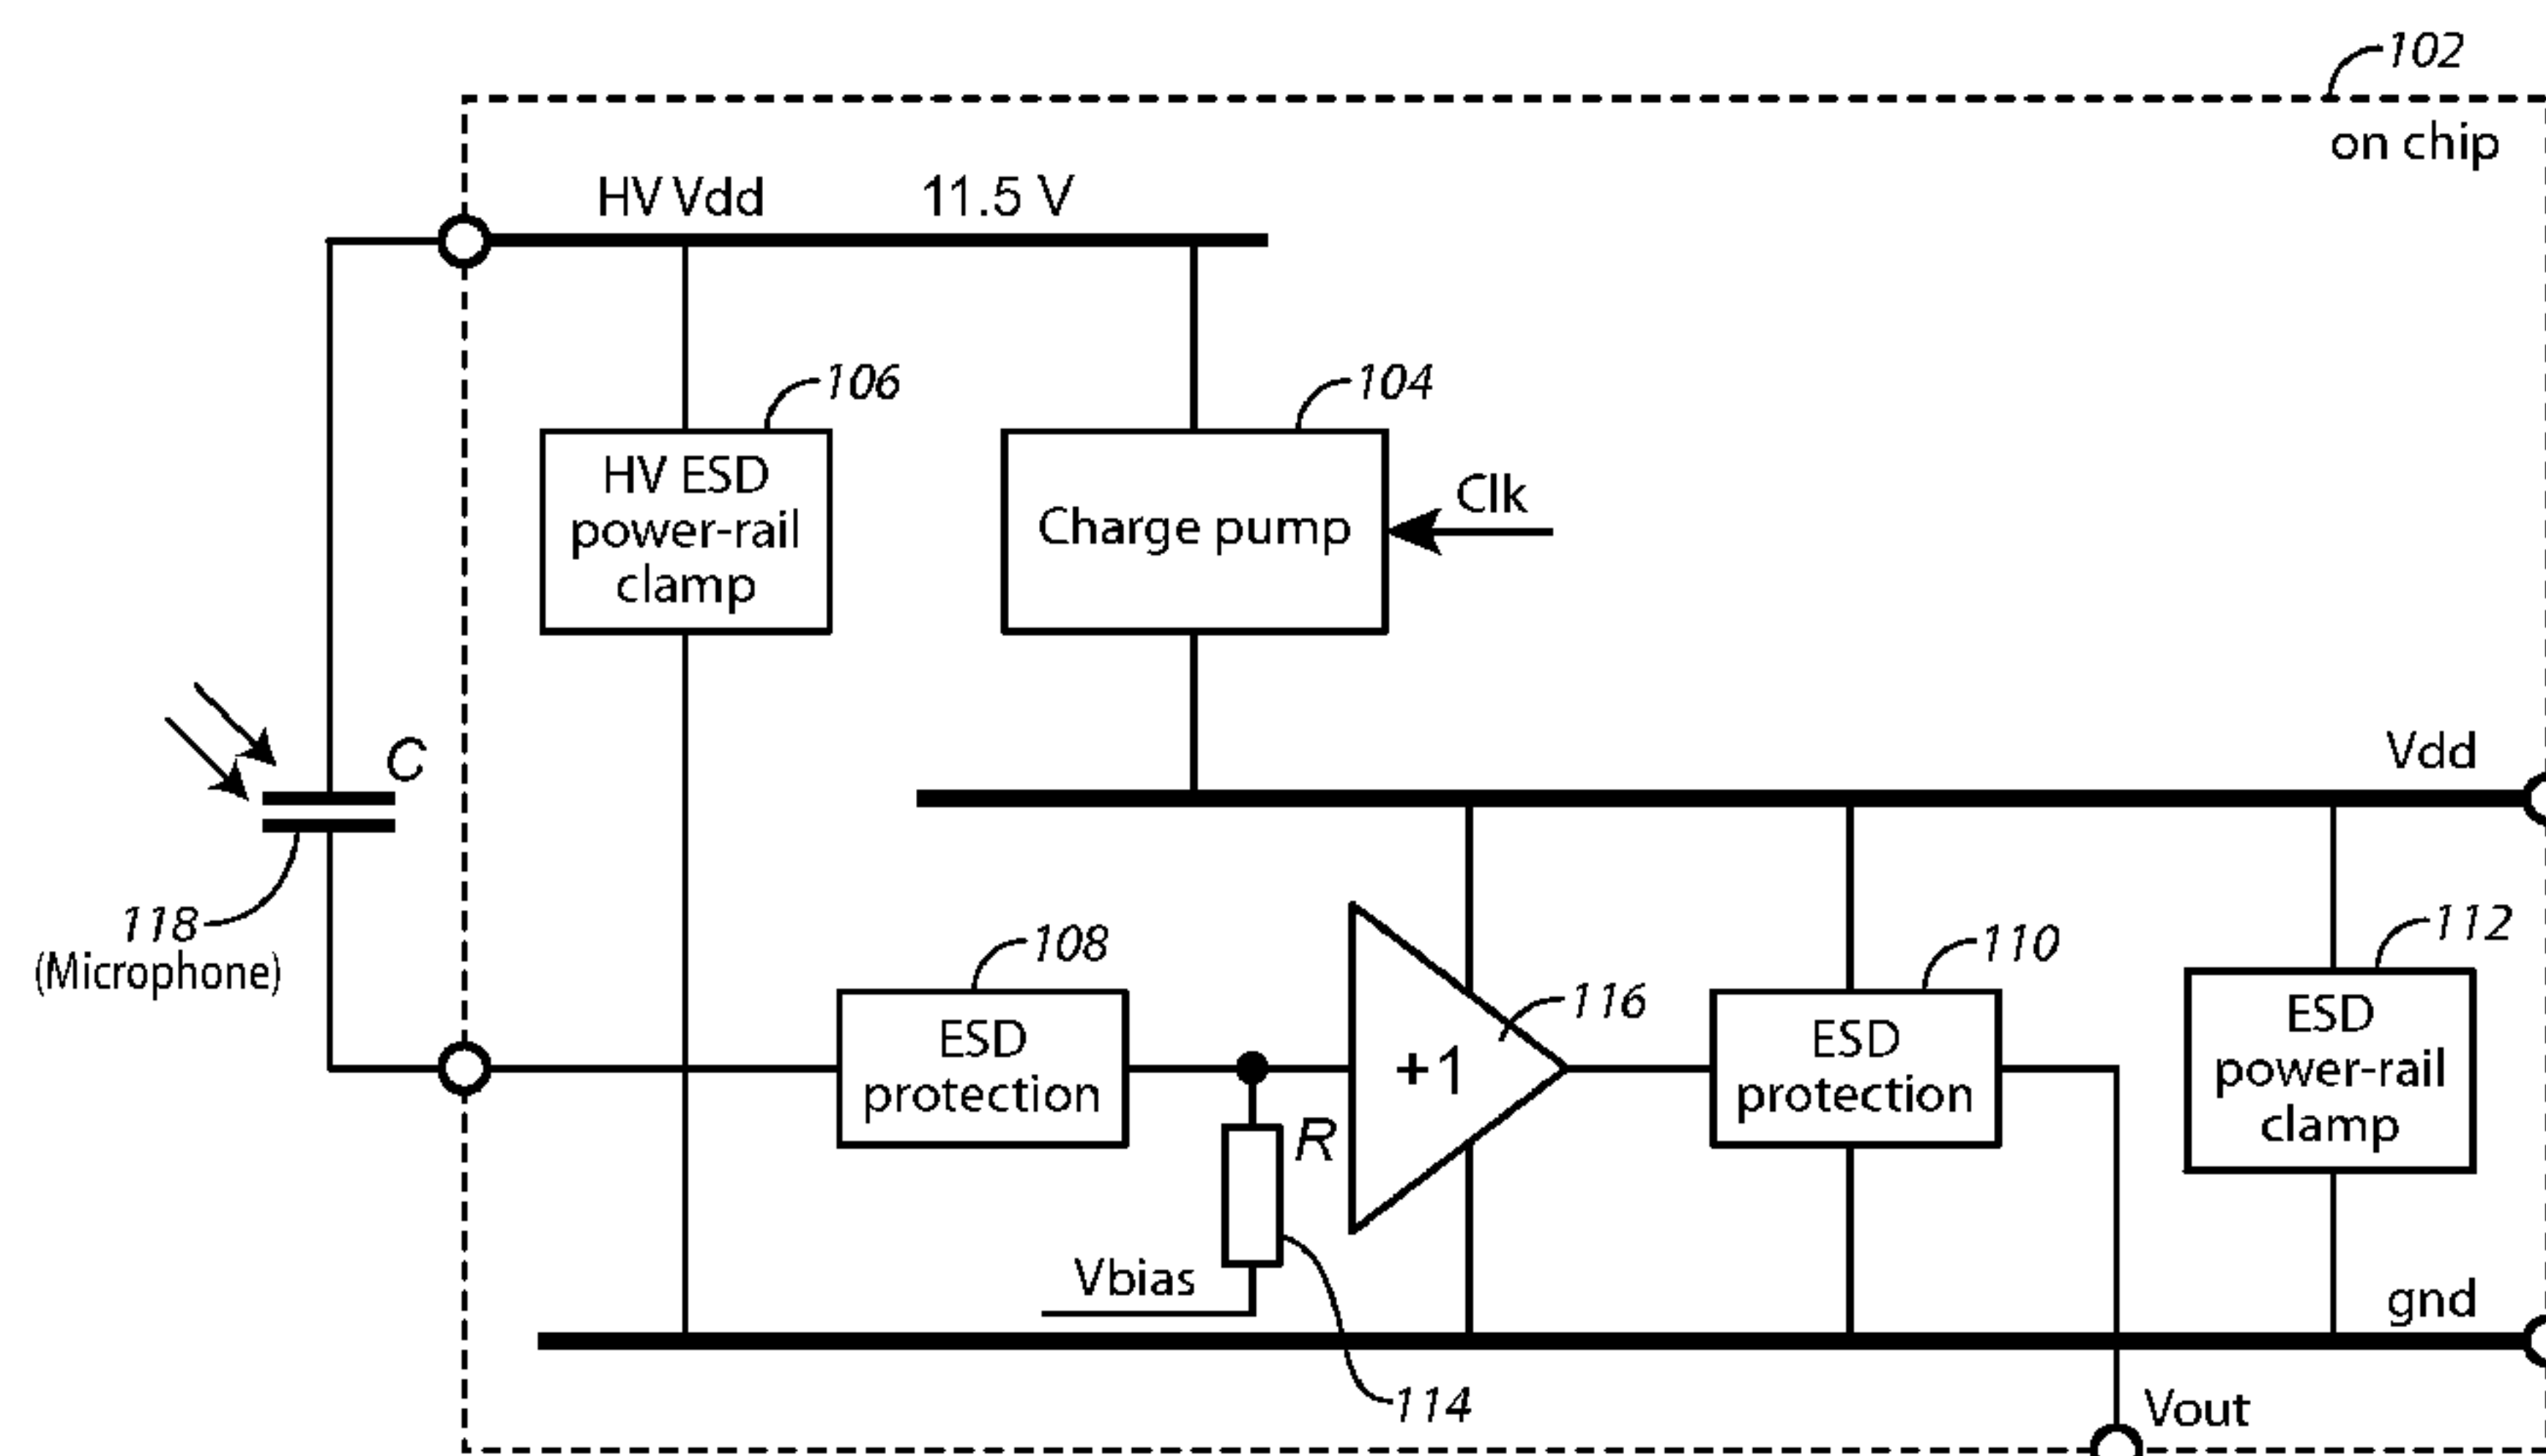 102
on chip
HV Vdd
11.5 V
106
104
HV ESD
power-rail
clamp
Charge pump
Clk
C
Vdd
118
(Microphone)
108
116
110
112
ESD
protection
+1
ESD
protection
ESD
power-rail
clamp
R
Vbias
gnd
114
Vout